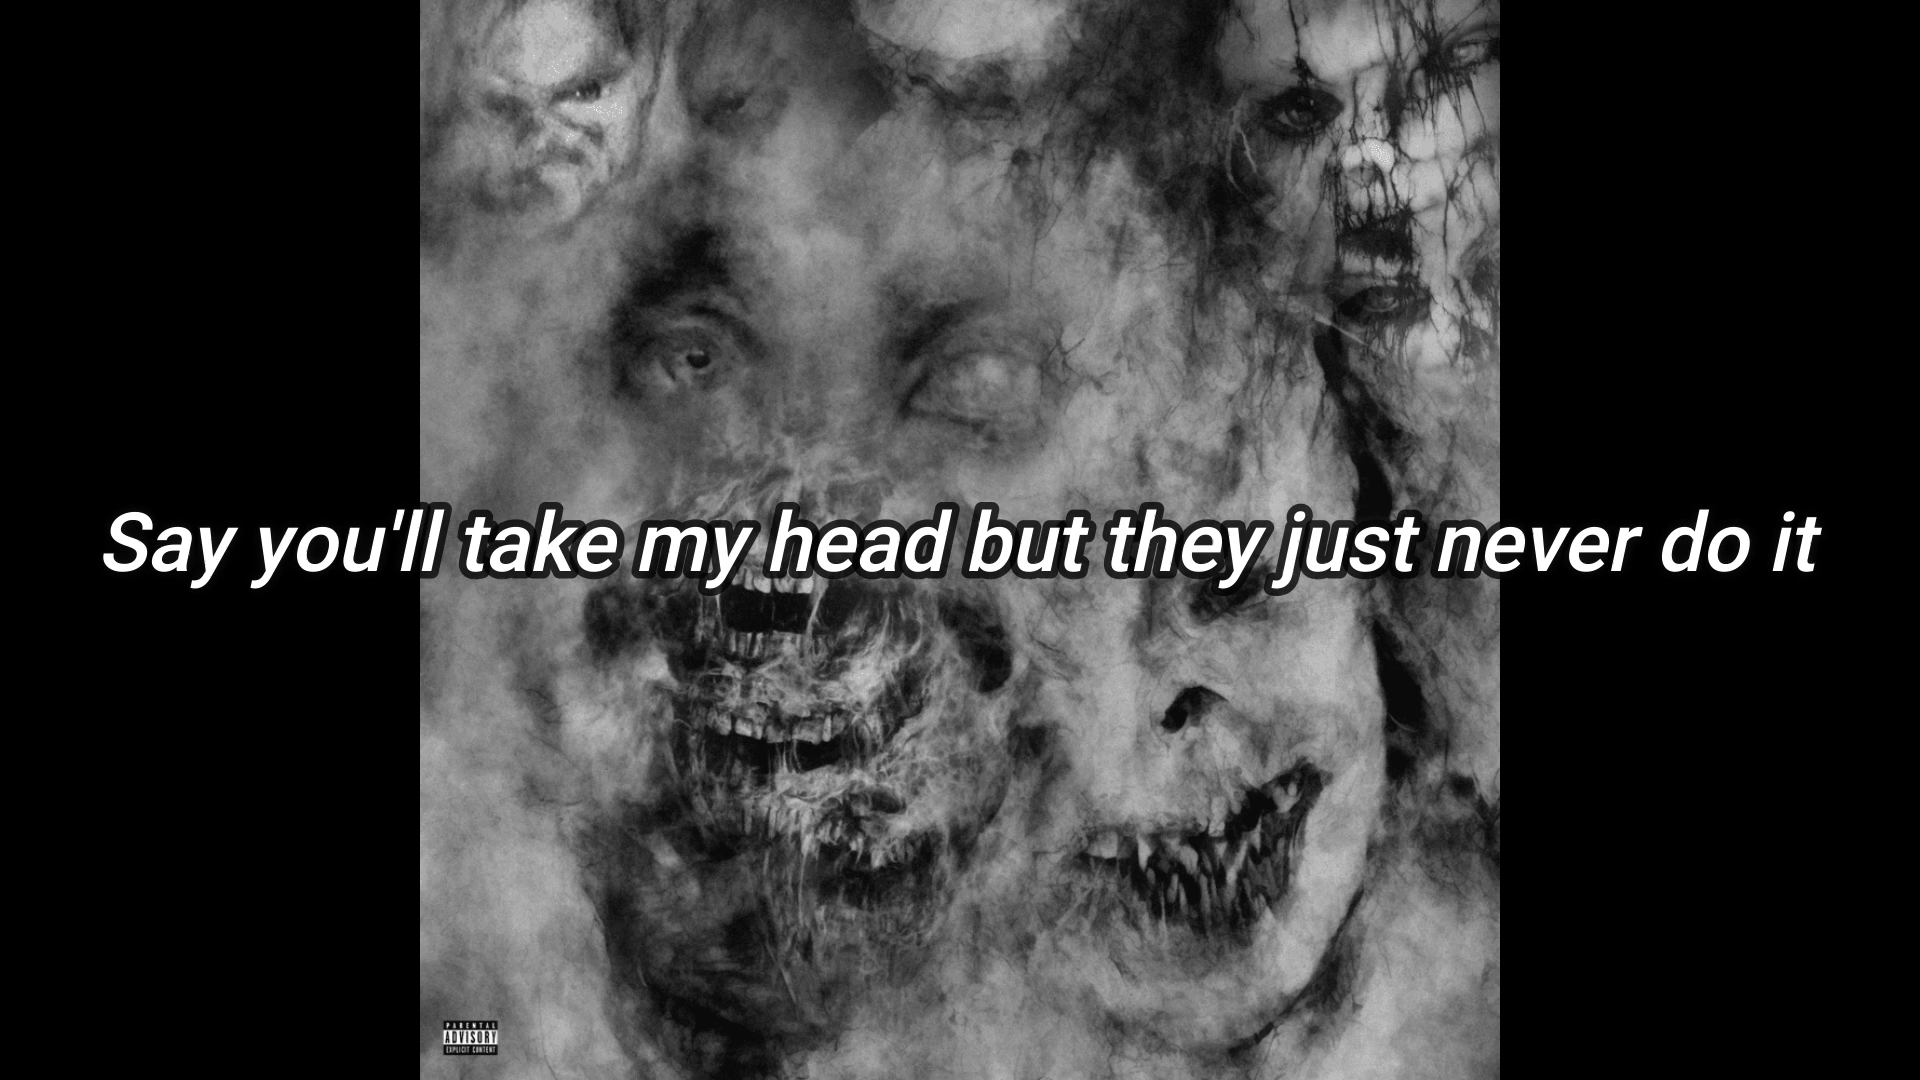 Say you'll take my head but they just never do it
PARENTAL
ADVISORY
EXPLICIT CONTENT